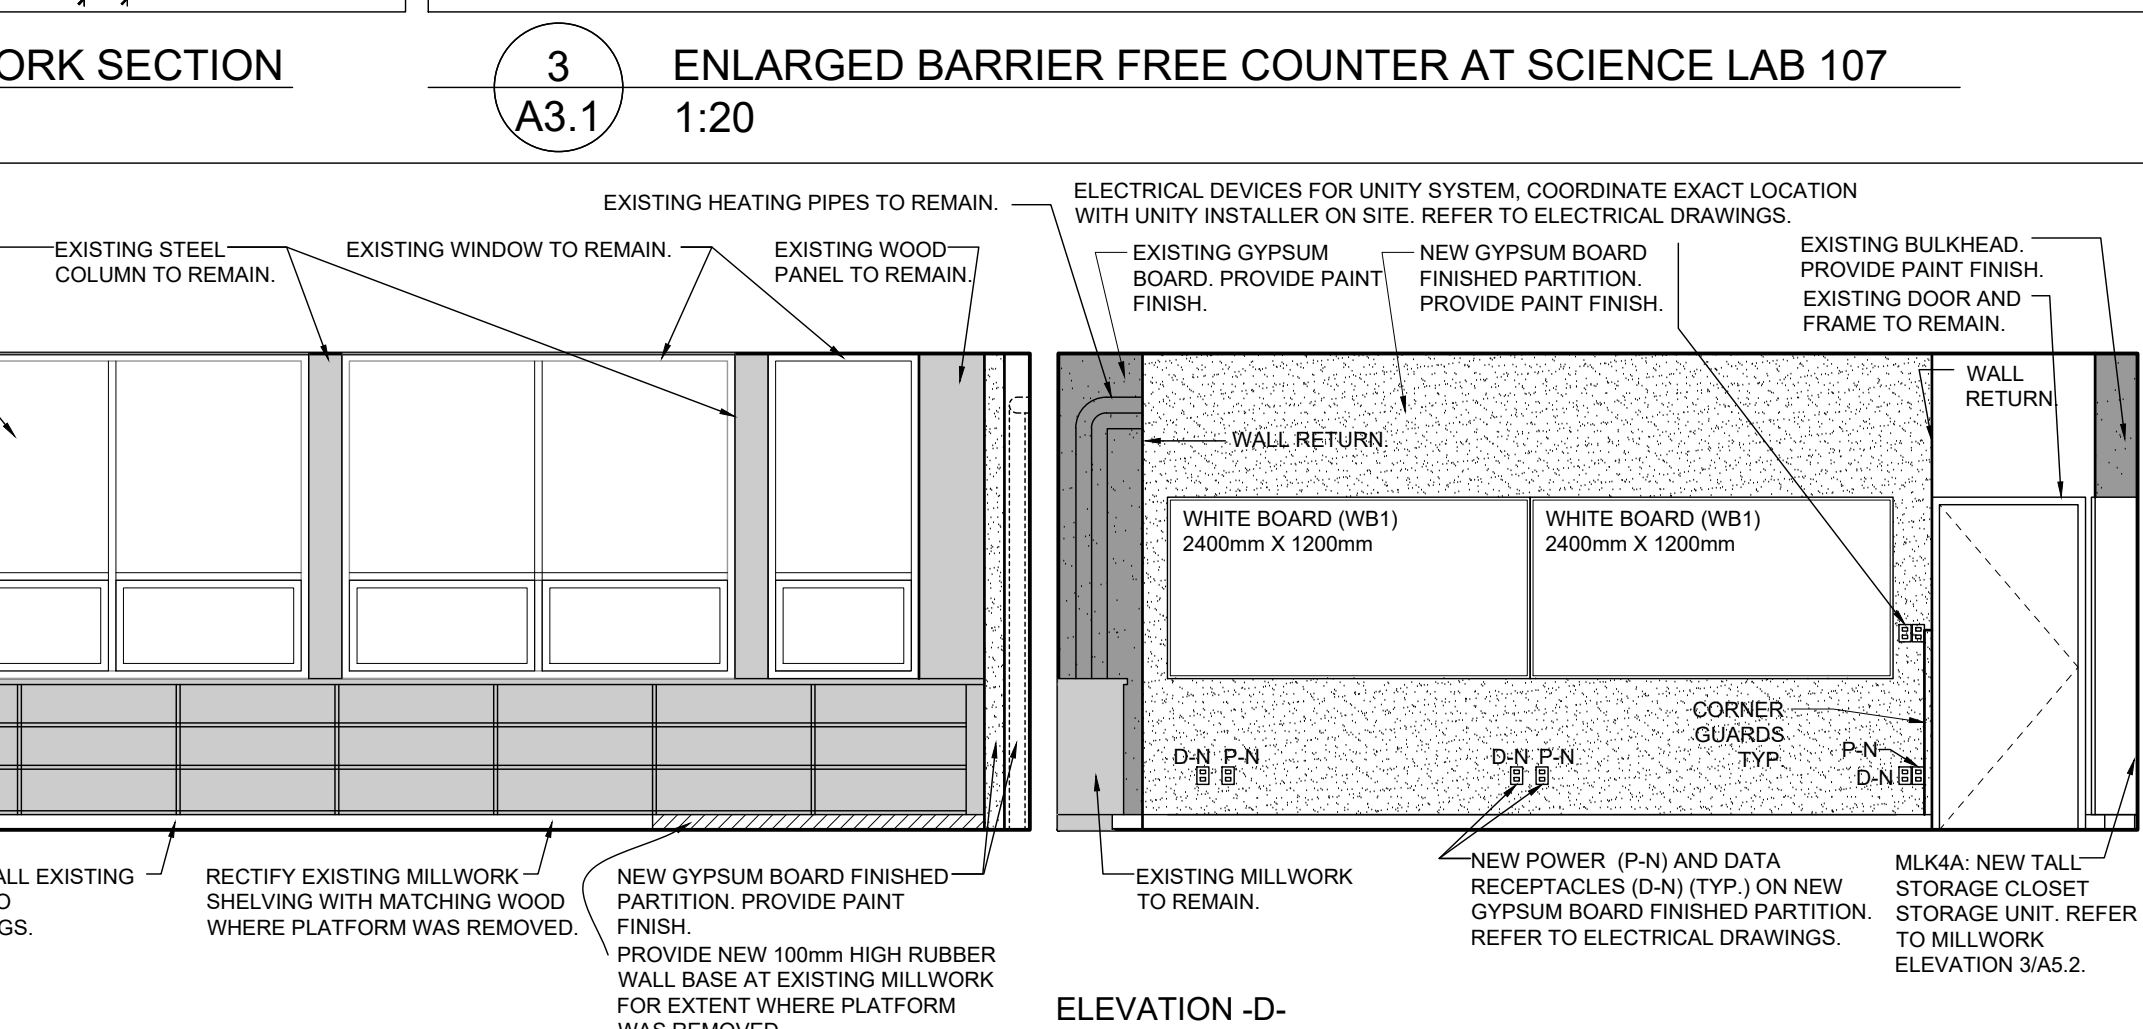 ORK SECTION
3
A3.1
ENLARGED BARRIER FREE COUNTER AT SCIENCE LAB 107
1:20
EXISTING HEATING PIPES TO REMAIN.
ELECTRICAL DEVICES FOR UNITY SYSTEM, COORDINATE EXACT LOCATION
WITH UNITY INSTALLER ON SITE. REFER TO ELECTRICAL DRAWINGS.
EXISTING STEEL
COLUMN TO REMAIN.
EXISTING WINDOW TO REMAIN.
EXISTING WOOD
PANEL TO REMAIN.
EXISTING GYPSUM
BOARD. PROVIDE PAINT
FINISH.
NEW GYPSUM BOARD
FINISHED PARTITION.
PROVIDE PAINT FINISH.
EXISTING BULKHEAD.
PROVIDE PAINT FINISH.
EXISTING DOOR AND
FRAME TO REMAIN.
WALL
RETURN.
WALL RETURN.
WHITE BOARD (WB1)
2400mm X 1200mm
WHITE BOARD (WB1)
2400mm X 1200mm
CORNER
GUARDS
TYP
D-N P-N
D-N P-N
P-N
D-N
ALL EXISTING
O
GS.
RECTIFY EXISTING MILLWORK
SHELVING WITH MATCHING WOOD
WHERE PLATFORM WAS REMOVED.
NEW GYPSUM BOARD FINISHED
PARTITION. PROVIDE PAINT
FINISH.
PROVIDE NEW 100mm HIGH RUBBER
WALL BASE AT EXISTING MILLWORK
FOR EXTENT WHERE PLATFORM
WAS REMOVED
EXISTING MILLWORK
TO REMAIN.
NEW POWER (P-N) AND DATA
RECEPTACLES (D-N) (TYP.) ON NEW
GYPSUM BOARD FINISHED PARTITION.
REFER TO ELECTRICAL DRAWINGS.
MLK4A: NEW TALL
STORAGE CLOSET
STORAGE UNIT. REFER
TO MILLWORK
ELEVATION 3/A5.2.
ELEVATION -D-